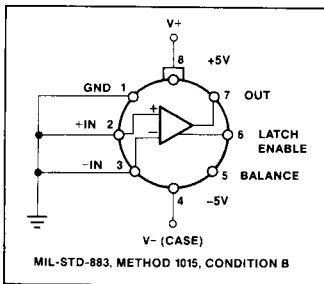 V+
8 +5V
GND 1
7 OUT
+IN 2
+
−
6 LATCH
ENABLE
−IN 3
5 BALANCE
4 −5V
V− (CASE)
MIL-STD-883, METHOD 1015, CONDITION B